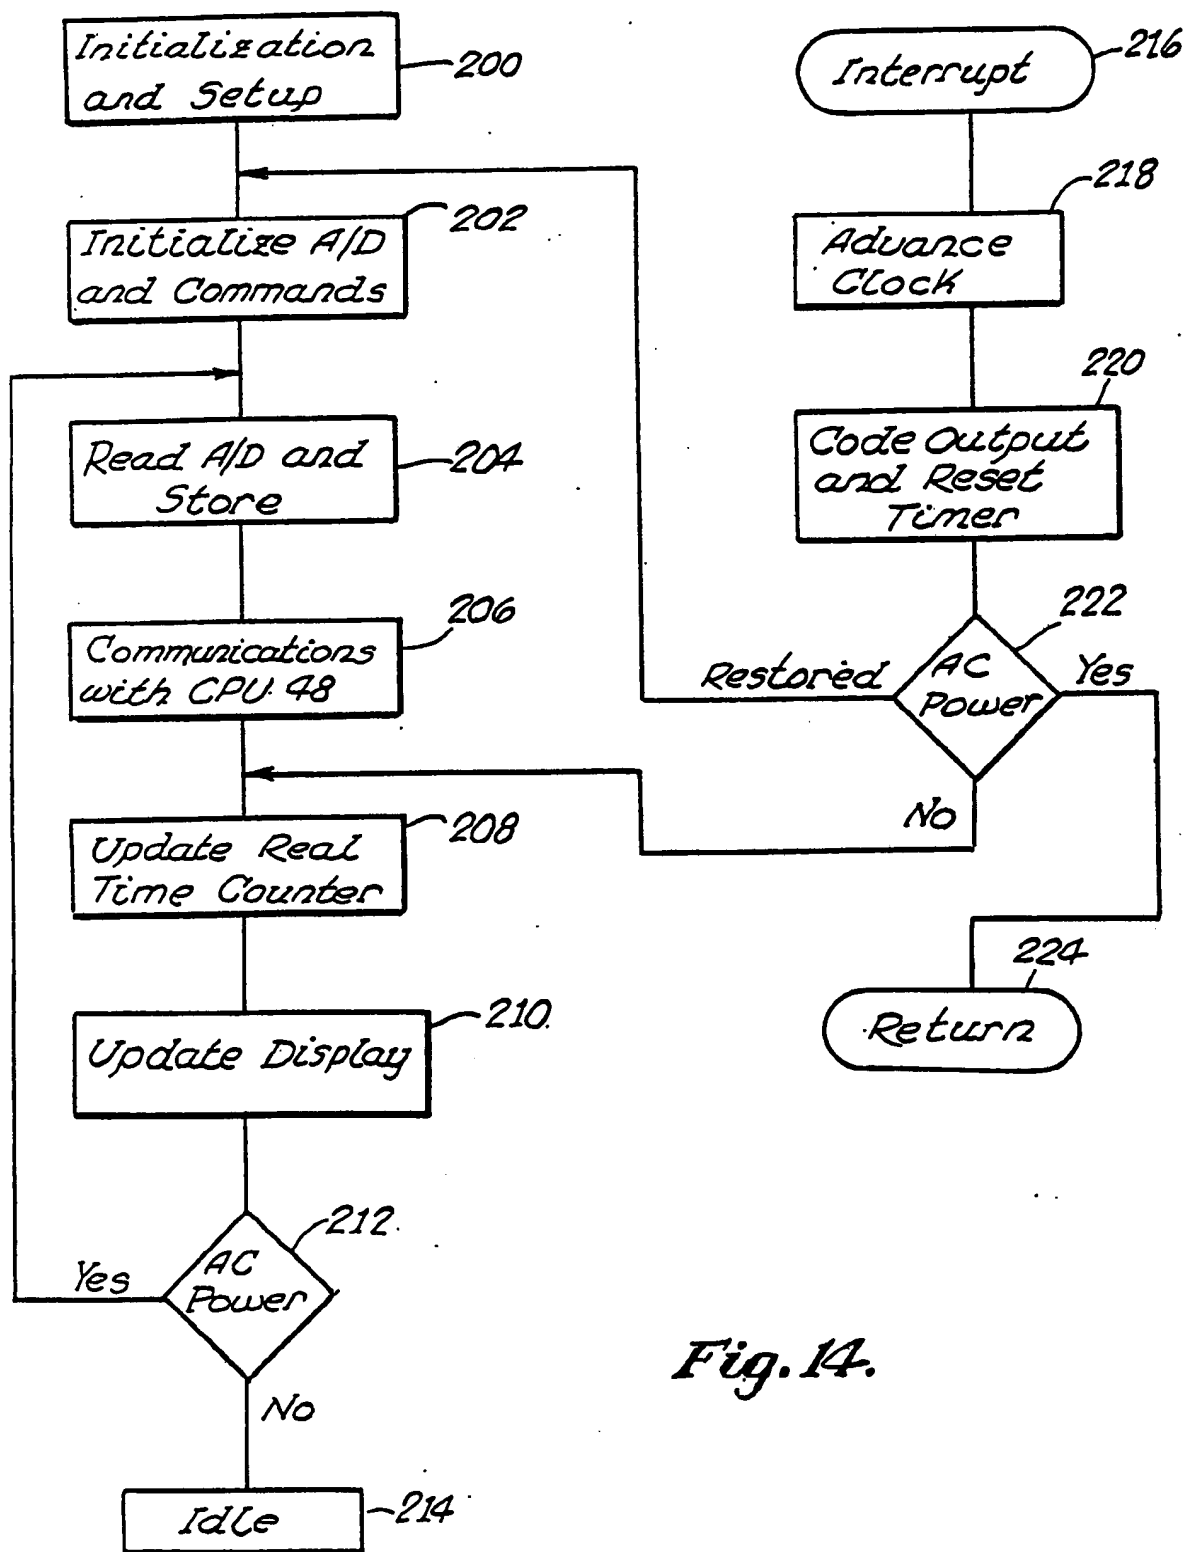 Initialization
and Setup
200
Initialize A/D
and Commands
202
Read A/D and
Store
204
Communications
with CPU 48
206
Update Real
Time Counter
208
Update Display
210
AC
Power
212
Yes
No
Idle
214
Interrupt
216
Advance
Clock
218
Code Output
and Reset
Timer
220
AC
Power
222
Restored
Yes
No
Return
224
Fig. 14.